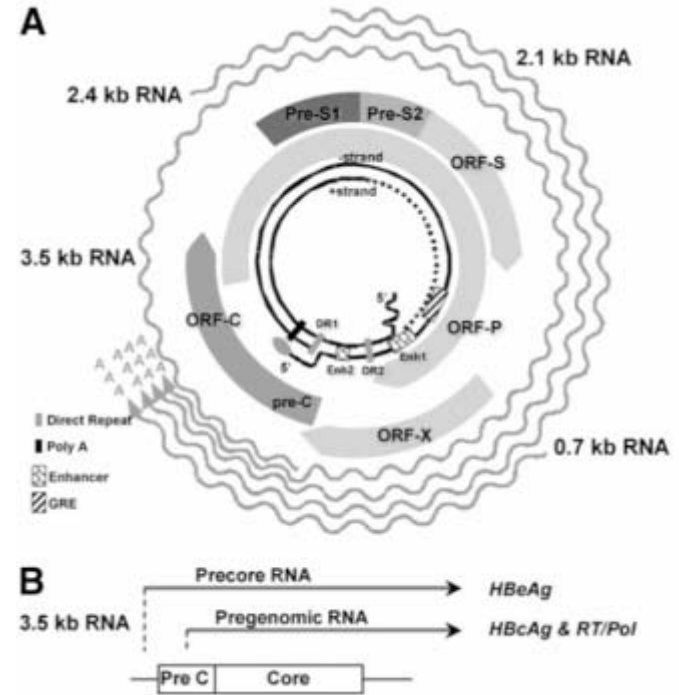 A
2.1 kb RNA
2.4 kb RNA
Pre-S1
Pre-S2
ORF-S
-strand
+strand
3.5 kb RNA
5'
ORF-C
DR1
ORF-P
Enh1
Enh2
DR2
5'
A A A A
A A A A
A A A A
pre-C
ORF-X
0.7 kb RNA
Direct Repeat
Poly A
Enhancer
GRE
B
Precore RNA
HBeAg
3.5 kb RNA
Pregenomic RNA
HBcAg & RT/Pol
Pre C
Core